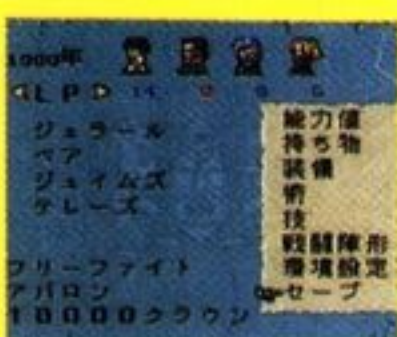 1000年
LP
ジェラール
ベア
ジェイムズ
テレーズ
能力値
持ち物
装備
術
技
戦闘陣形
環境設定
セーブ
フリーファイト
アバロン
10000クラウン